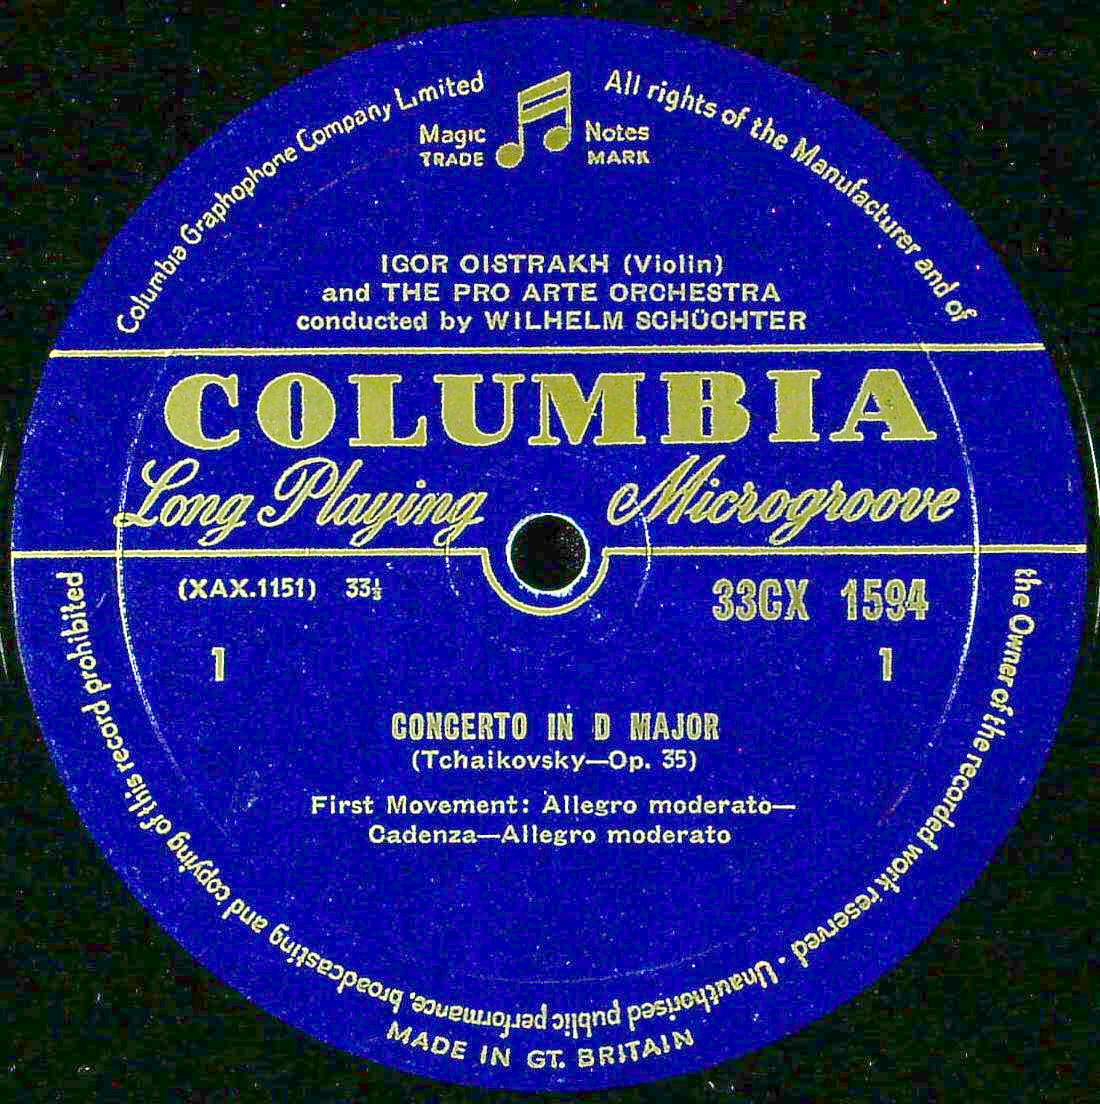 Columbia Graphophone Company Limited
Magic Notes
TRADE MARK
All rights of the Manufacturer and of
the Owner of the recorded work reserved · Unauthorised public performance, broadcasting and copying of this record prohibited
IGOR OISTRAKH (Violin)
and THE PRO ARTE ORCHESTRA
conducted by WILHELM SCHÜCHTER
COLUMBIA
Long Playing Microgroove
(XAX.1151) 33⅓ 33CX 1594
1 1
CONCERTO IN D MAJOR
(Tchaikovsky—Op. 35)
First Movement: Allegro moderato—
Cadenza—Allegro moderato
MADE IN GT. BRITAIN